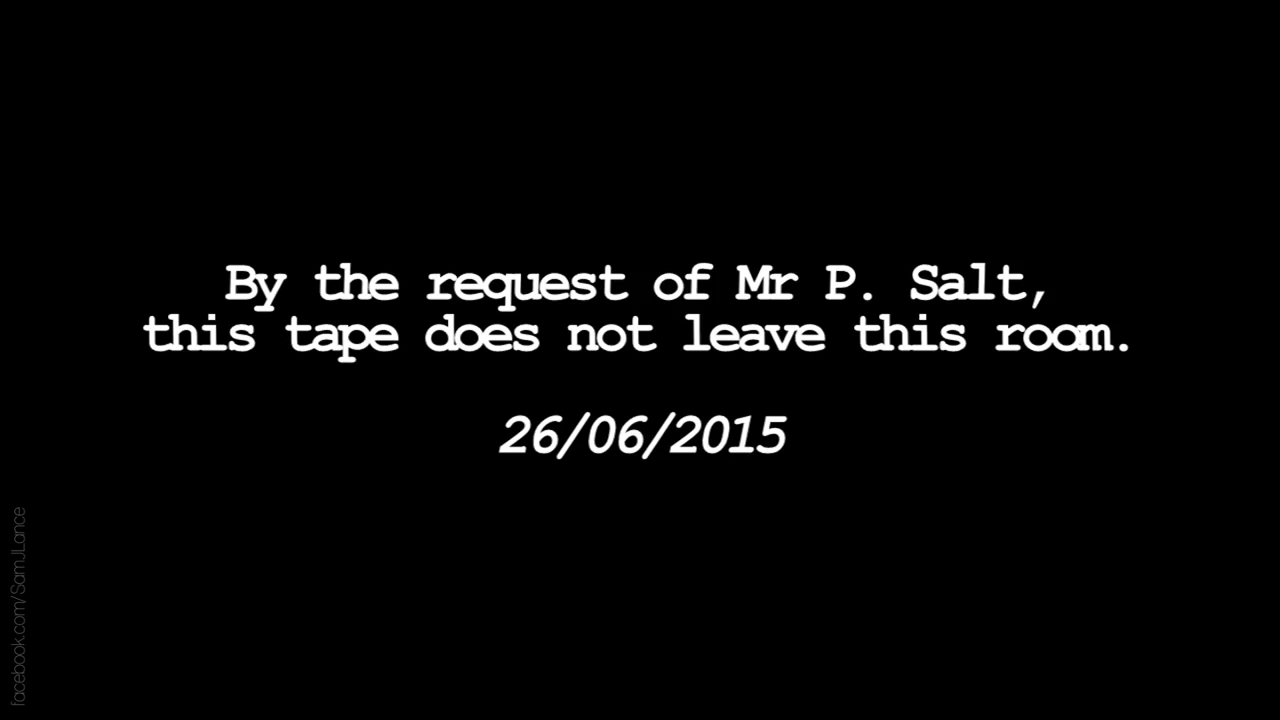 By the request of Mr P. Salt,
this tape does not leave this room.
26/06/2015
facebook.com/SamJLance